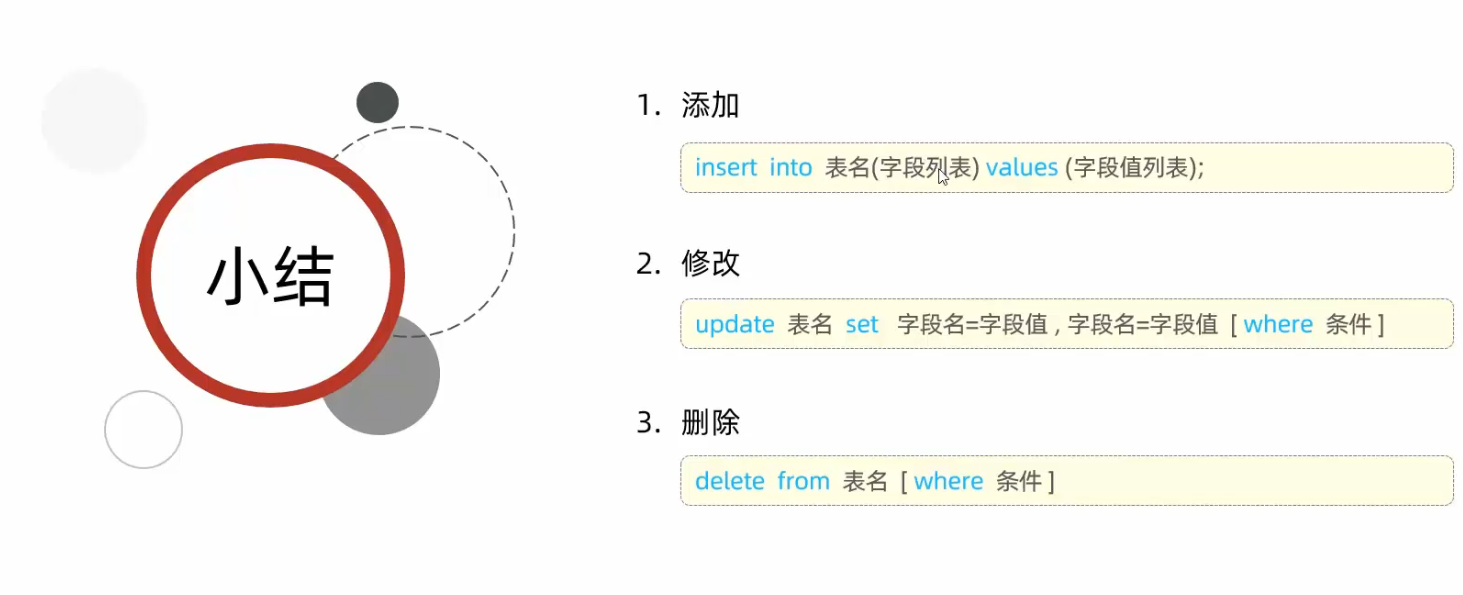 小结
1. 添加
insert into 表名(字段列表) values (字段值列表);
2. 修改
update 表名 set 字段名=字段值 , 字段名=字段值 [ where 条件 ]
3. 删除
delete from 表名 [ where 条件 ]